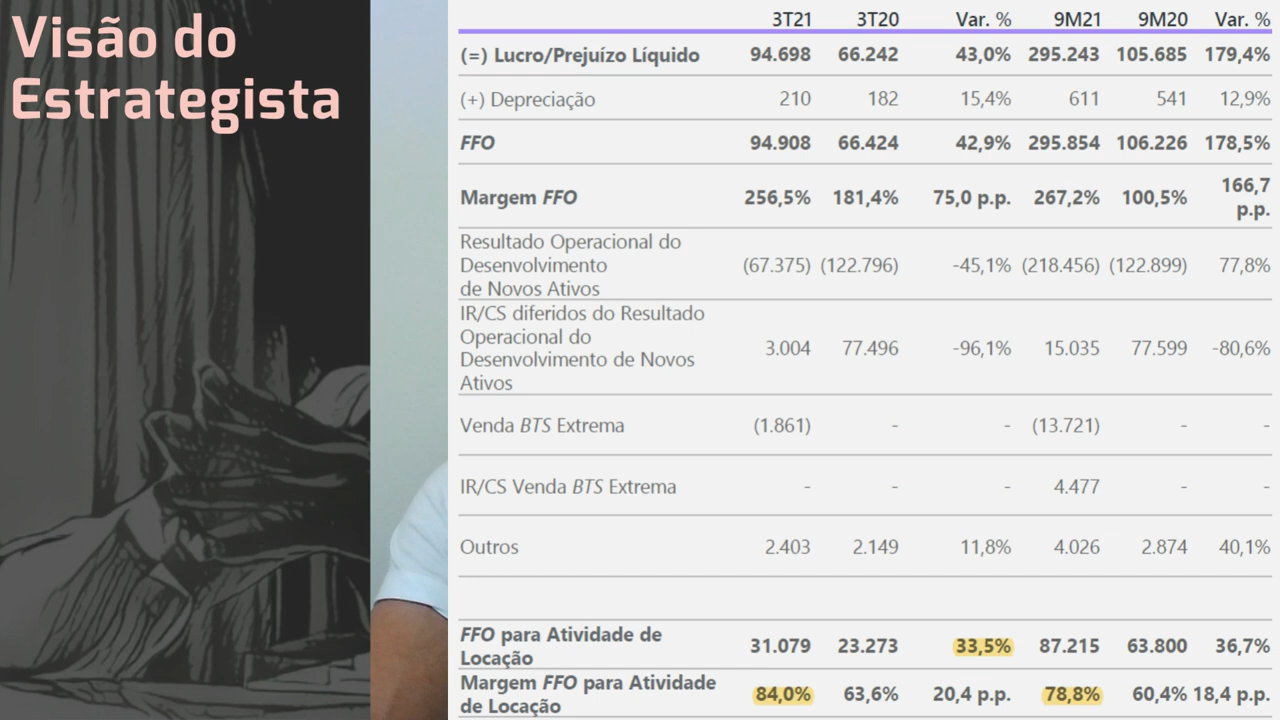 Visão do
Estrategista
3T21 3T20 Var. % 9M21 9M20 Var. %
(=) Lucro/Prejuízo Líquido 94.698 66.242 43,0% 295.243 105.685 179,4%
(+) Depreciação 210 182 15,4% 611 541 12,9%
FFO 94.908 66.424 42,9% 295.854 106.226 178,5%
Margem FFO 256,5% 181,4% 75,0 p.p. 267,2% 100,5% 166,7
p.p.
Resultado Operacional do
Desenvolvimento (67.375) (122.796) -45,1% (218.456) (122.899) 77,8%
de Novos Ativos
IR/CS diferidos do Resultado
Operacional do
Desenvolvimento de Novos 3.004 77.496 -96,1% 15.035 77.599 -80,6%
Ativos
Venda BTS Extrema (1.861) - - (13.721) - -
IR/CS Venda BTS Extrema - - - 4.477 - -
Outros 2.403 2.149 11,8% 4.026 2.874 40,1%
FFO para Atividade de
Locação 31.079 23.273 33,5% 87.215 63.800 36,7%
Margem FFO para Atividade
de Locação 84,0% 63,6% 20,4 p.p. 78,8% 60,4% 18,4 p.p.